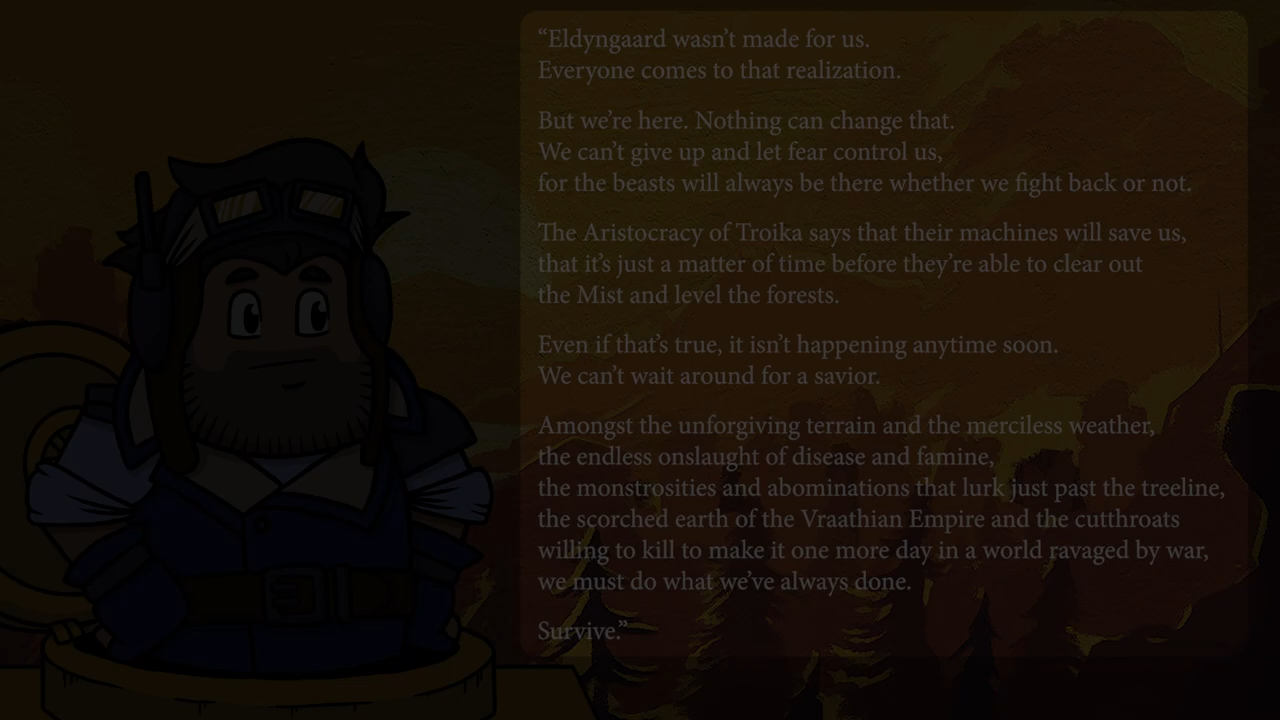 “Eldyngaard wasn’t made for us.
Everyone comes to that realization.
But we’re here. Nothing can change that.
We can’t give up and let fear control us,
for the beasts will always be there whether we fight back or not.
The Aristocracy of Troika says that their machines will save us,
that it’s just a matter of time before they’re able to clear out
the Mist and level the forests.
Even if that’s true, it isn’t happening anytime soon.
We can’t wait around for a savior.
Amongst the unforgiving terrain and the merciless weather,
the endless onslaught of disease and famine,
the monstrosities and abominations that lurk just past the treeline,
the scorched earth of the Vraathian Empire and the cutthroats
willing to kill to make it one more day in a world ravaged by war,
we must do what we’ve always done.
Survive.”